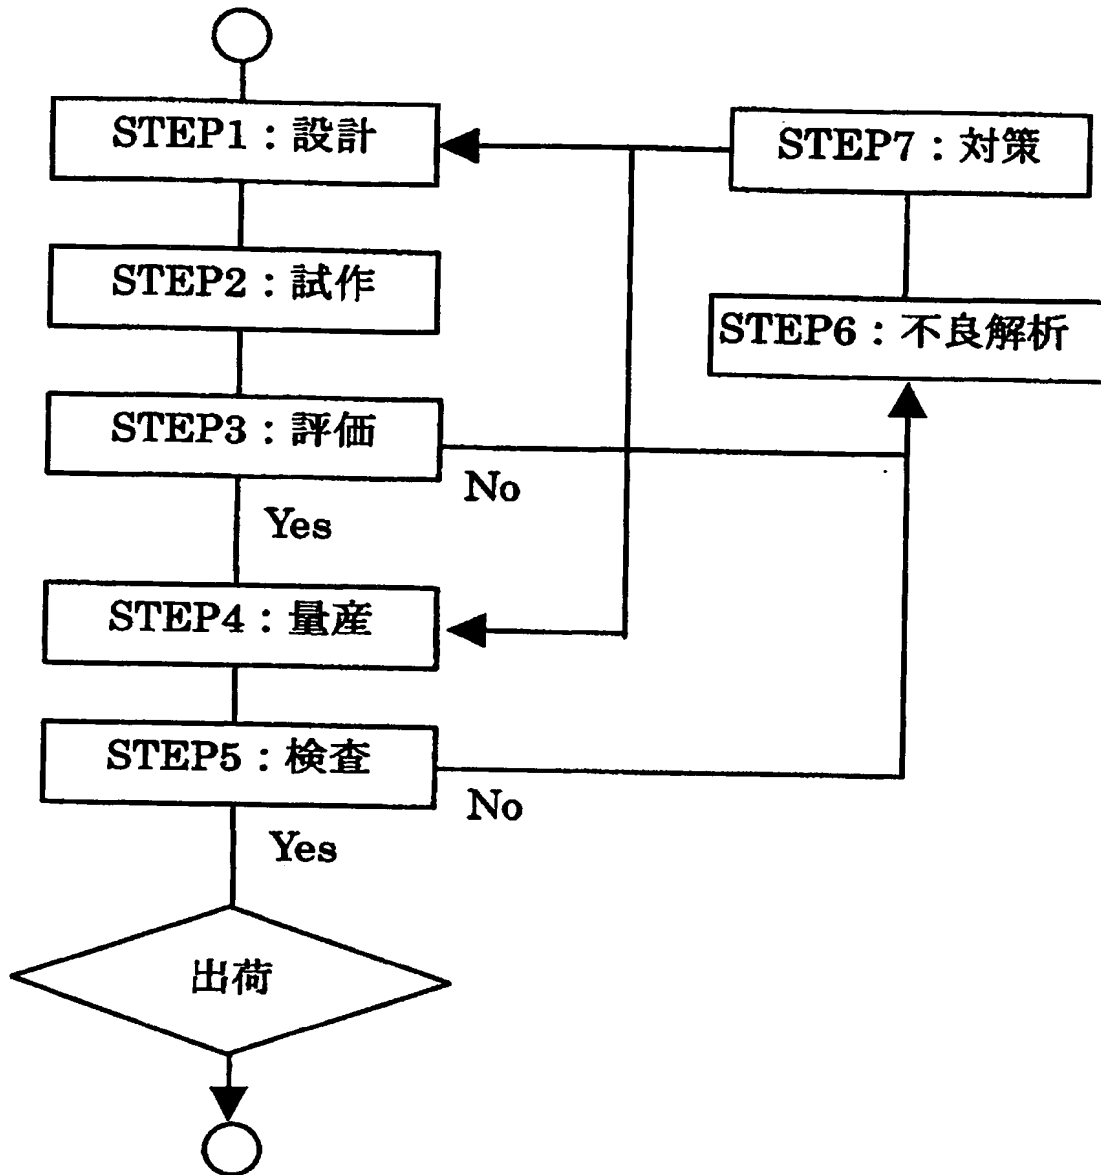 STEP1：設計
STEP7：対策
STEP2：試作
STEP6：不良解析
STEP3：評価
No
Yes
STEP4：量産
STEP5：検査
No
Yes
出荷